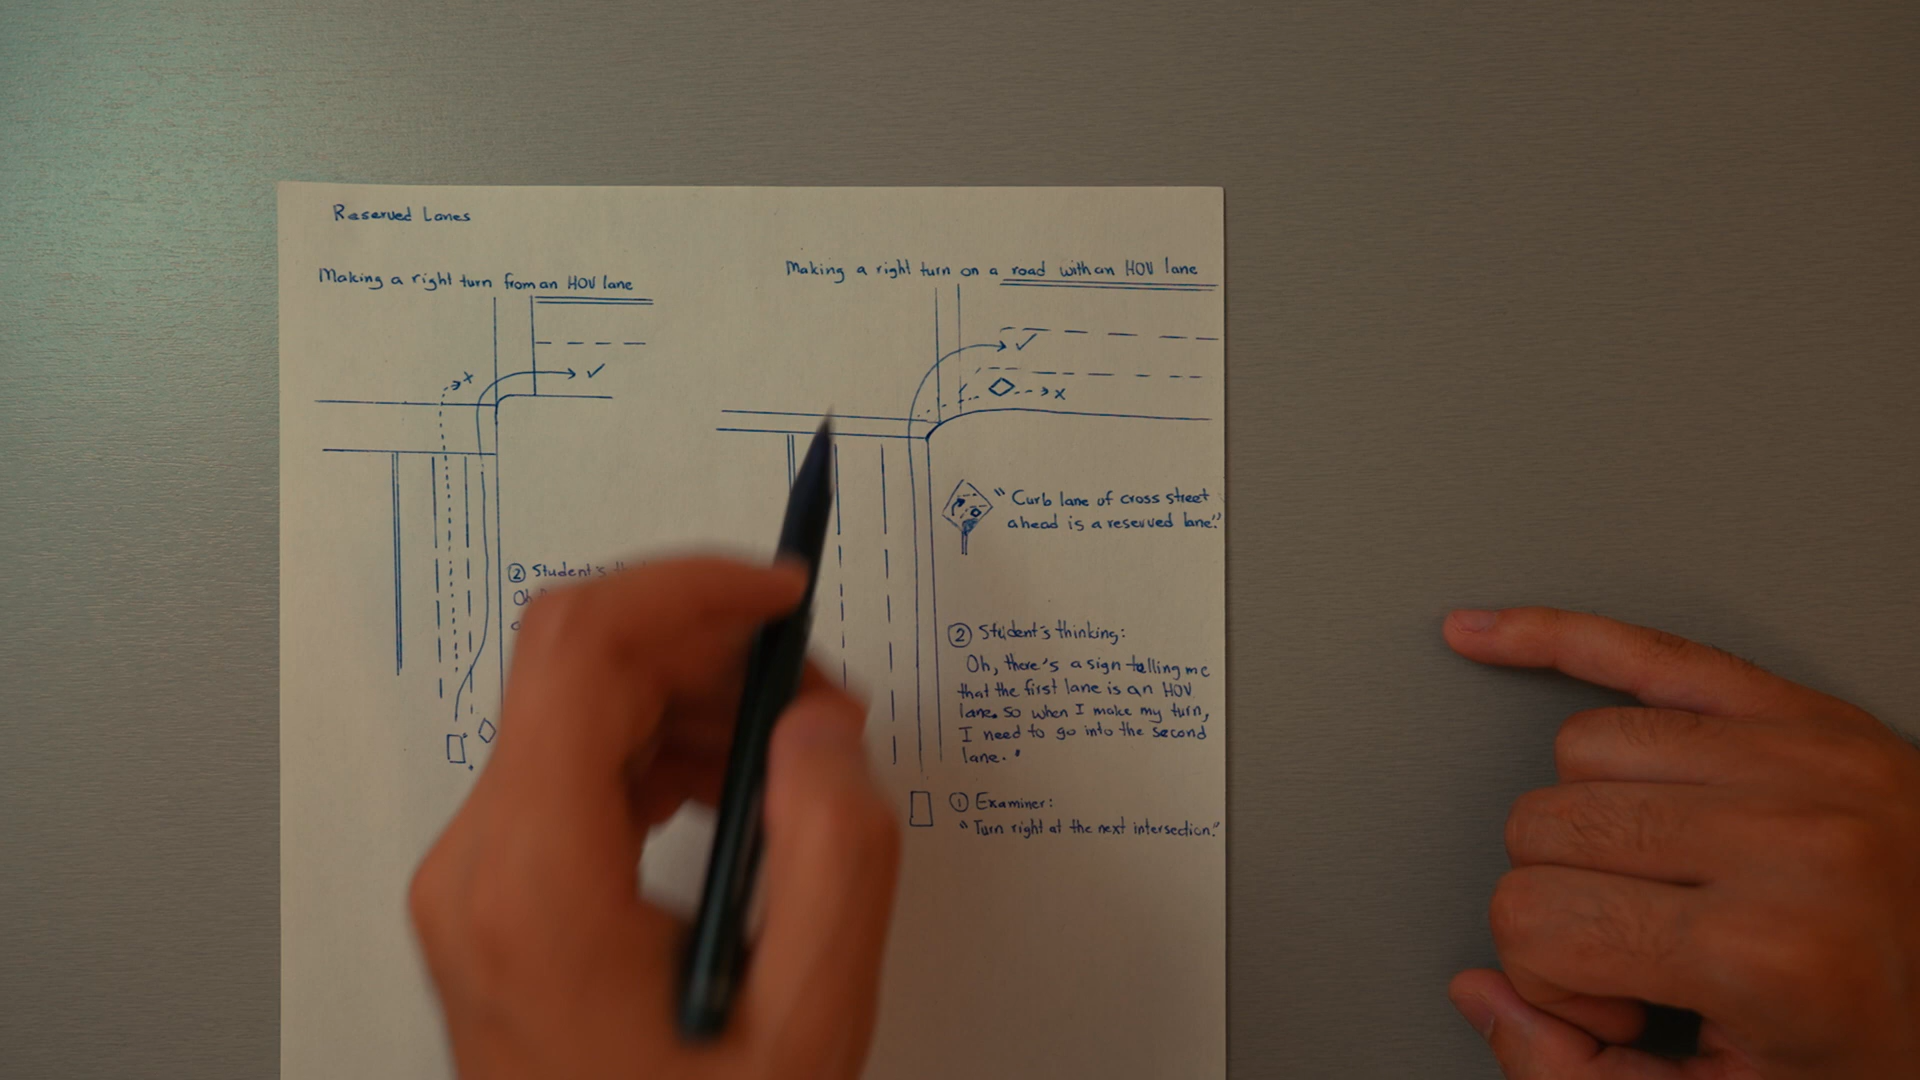 Reserved Lanes
Making a right turn from an HOV lane
② Student's
Making a right turn on a road with an HOV lane
" Curb lane of cross street
ahead is a reserved lane."
② Student's thinking:
Oh, there's a sign telling me
that the first lane is an HOV
lane. So when I make my turn,
I need to go into the second
lane. "
① Examiner:
" Turn right at the next intersection."